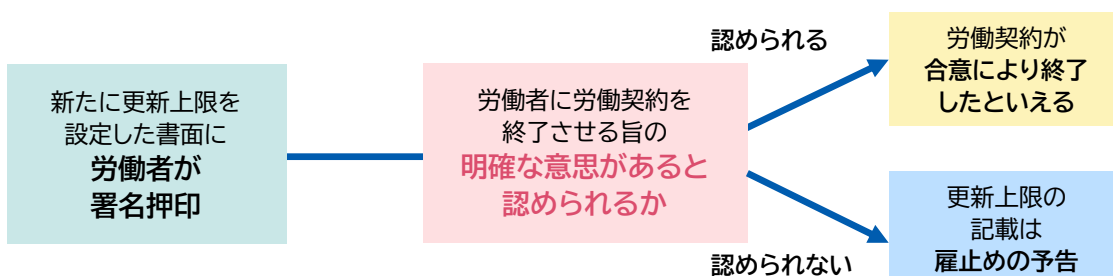 新たに更新上限を
設定した書面に
労働者が
署名押印
労働者に労働契約を
終了させる旨の
明確な意思があると
認められるか
認められる
労働契約が
合意により終了
したといえる
認められない
更新上限の
記載は
雇止めの予告